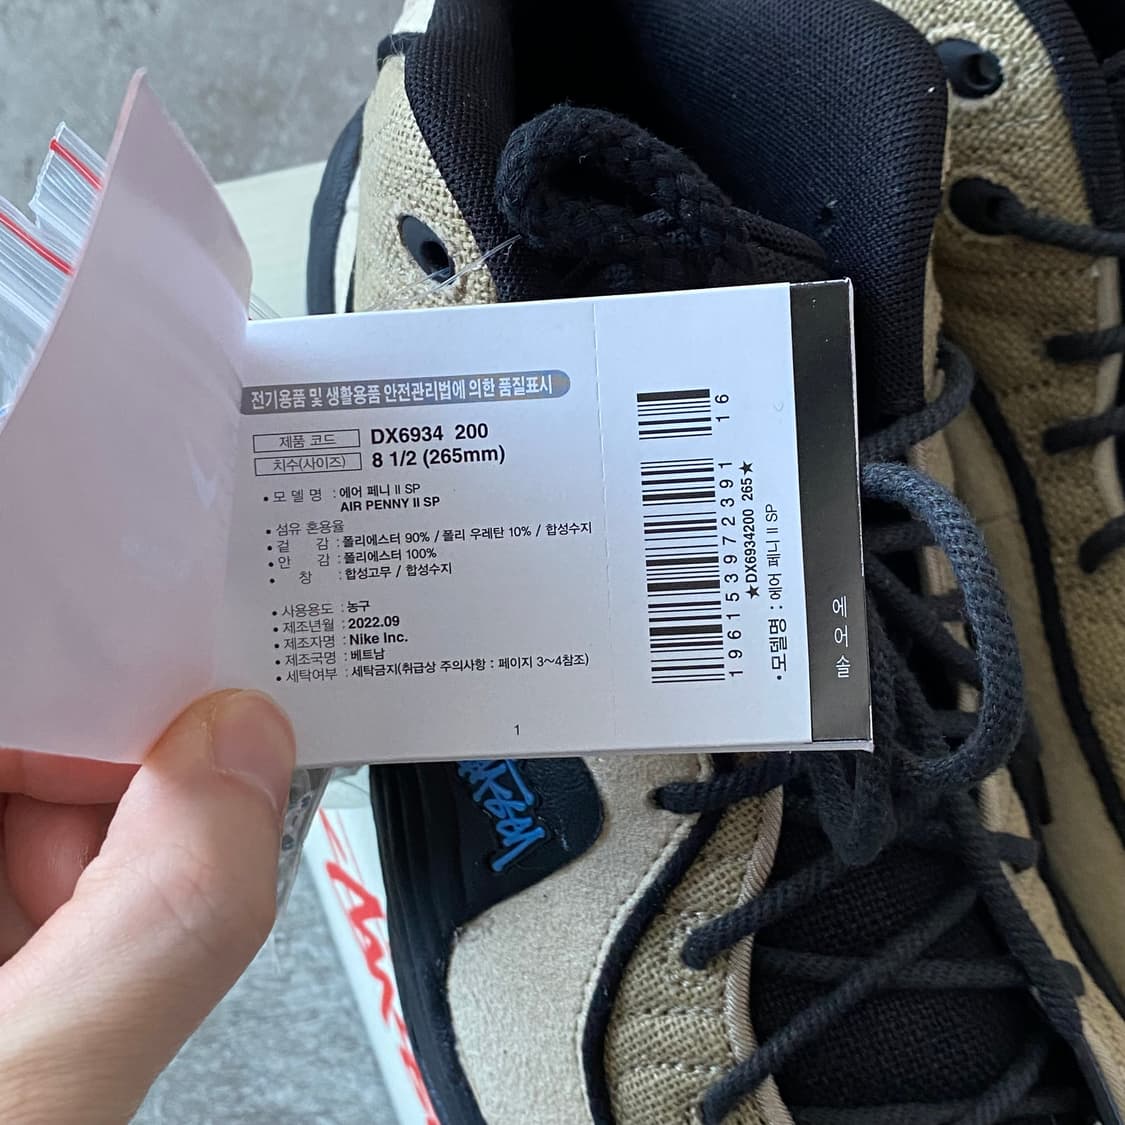 전기용품 및 생활용품 안전관리법에 의한 품질표시
제품 코드 DX6934 200
치수(사이즈) 8 1/2 (265mm)
• 모 델 명 : 에어 페니 II SP
AIR PENNY II SP
• 섬유 혼용율
• 겉 감 : 폴리에스터 90% / 폴리 우레탄 10% / 합성수지
• 안 감 : 폴리에스터 100%
• 창 : 합성고무 / 합성수지
• 사용용도 : 농구
• 제조년월 : 2022.09
• 제조자명 : Nike Inc.
• 제조국명 : 베트남
• 세탁여부 : 세탁금지(취급상 주의사항 : 페이지 3~4참조)
1
16
196153972391
★DX6934200 265★
• 모델명 : 에어 페니 II SP
에어솔